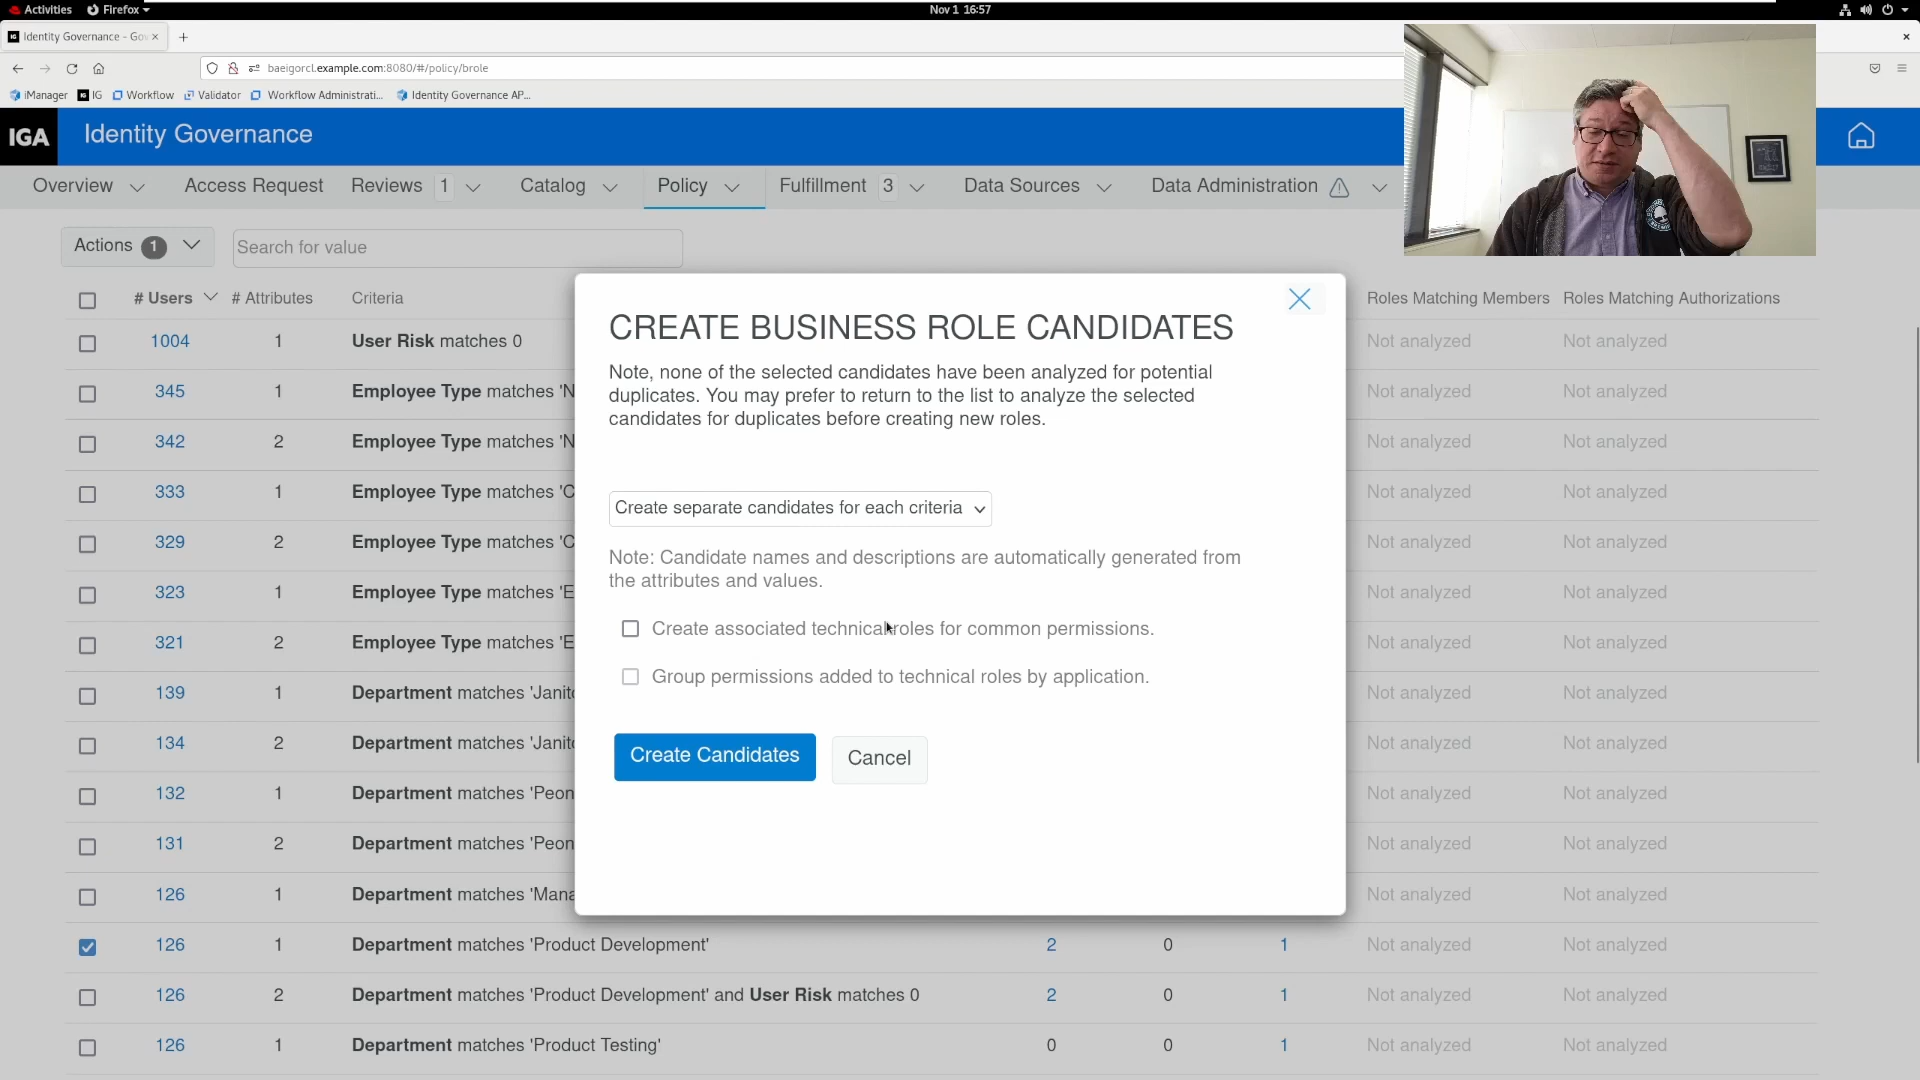 Activities
Firefox
Nov 1 16:57
Identity Governance - Gov
baeigorcl.example.com:8080/#/policy/brole
iManager
IG
Workflow
Validator
Workflow Administrati...
Identity Governance AP...
IGA
Identity Governance
Overview
Access Request
Reviews 1
Catalog
Policy
Fulfillment 3
Data Sources
Data Administration
Actions 1
Search for value
# Users
# Attributes
Criteria
Roles Matching Members
Roles Matching Authorizations
1004 1 User Risk matches 0 Not analyzed Not analyzed
345 1 Employee Type matches 'N Not analyzed Not analyzed
342 2 Employee Type matches 'N Not analyzed Not analyzed
333 1 Employee Type matches 'C Not analyzed Not analyzed
329 2 Employee Type matches 'C Not analyzed Not analyzed
323 1 Employee Type matches 'E Not analyzed Not analyzed
321 2 Employee Type matches 'E Not analyzed Not analyzed
139 1 Department matches 'Janito Not analyzed Not analyzed
134 2 Department matches 'Janito Not analyzed Not analyzed
132 1 Department matches 'Peon Not analyzed Not analyzed
131 2 Department matches 'Peon Not analyzed Not analyzed
126 1 Department matches 'Mana Not analyzed Not analyzed
126 1 Department matches 'Product Development' 2 0 1 Not analyzed Not analyzed
126 2 Department matches 'Product Development' and User Risk matches 0 2 0 1 Not analyzed Not analyzed
126 1 Department matches 'Product Testing' 0 0 1 Not analyzed Not analyzed
CREATE BUSINESS ROLE CANDIDATES
Note, none of the selected candidates have been analyzed for potential
duplicates. You may prefer to return to the list to analyze the selected
candidates for duplicates before creating new roles.
Create separate candidates for each criteria
Note: Candidate names and descriptions are automatically generated from
the attributes and values.
Create associated technical roles for common permissions.
Group permissions added to technical roles by application.
Create Candidates
Cancel